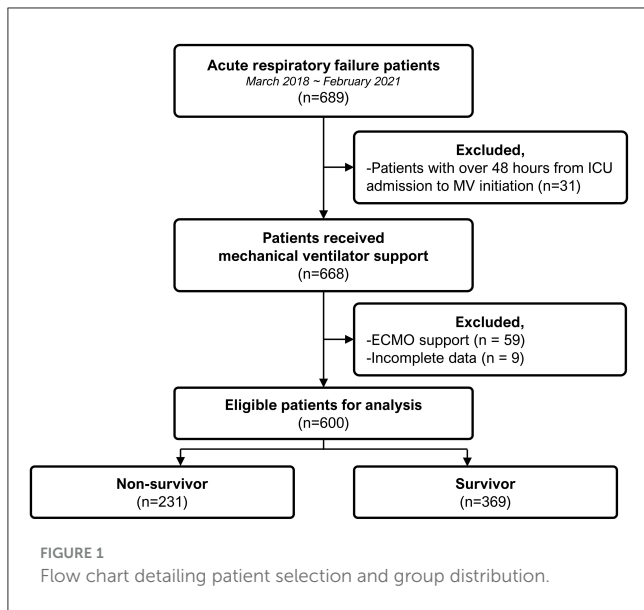 Acute respiratory failure patients
March 2018 ~ February 2021
(n=689)
Excluded,
-Patients with over 48 hours from ICU
admission to MV initiation (n=31)
Patients received
mechanical ventilator support
(n=668)
Excluded,
-ECMO support (n = 59)
-Incomplete data (n = 9)
Eligible patients for analysis
(n=600)
Non-survivor
(n=231)
Survivor
(n=369)
FIGURE 1
Flow chart detailing patient selection and group distribution.